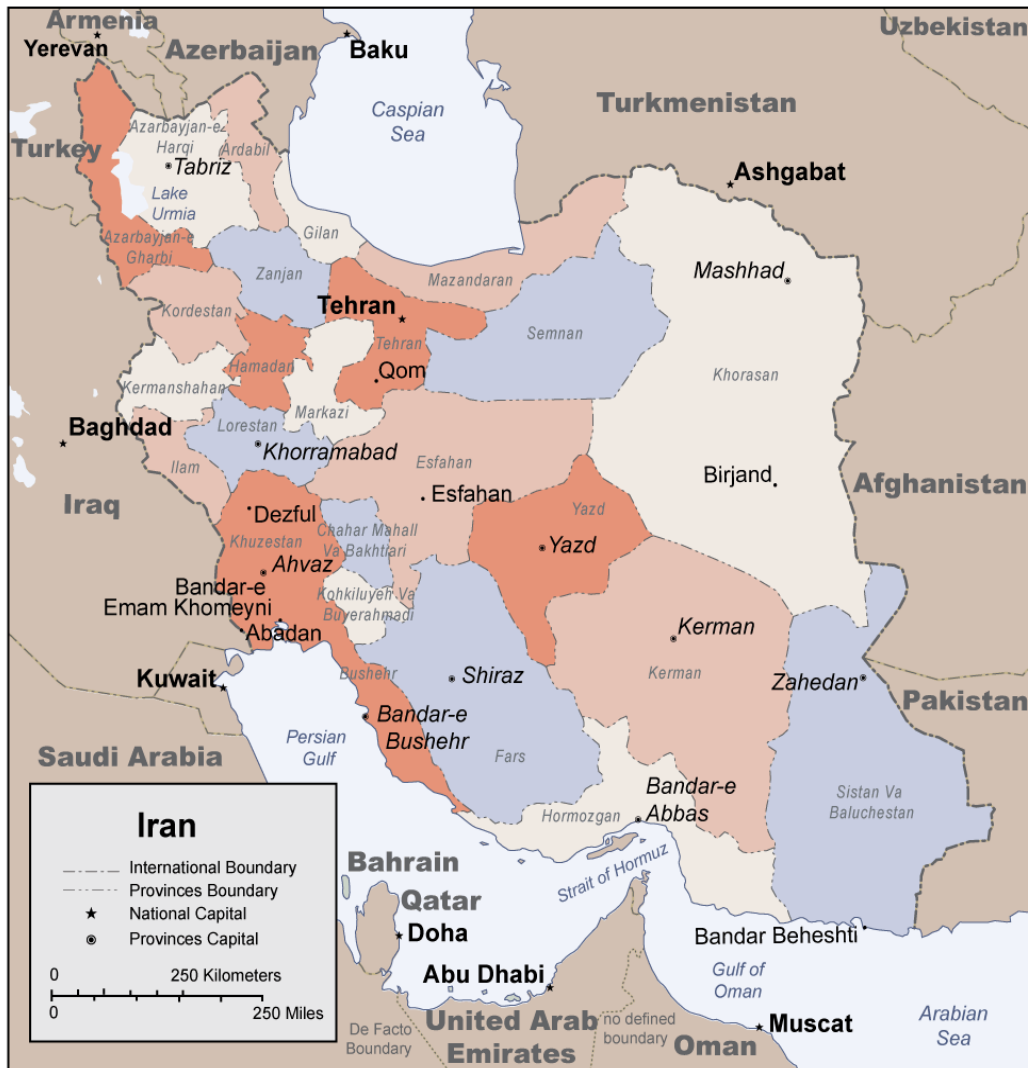 Armenia
Yerevan
Azerbaijan
Baku
Uzbekistan
Caspian
Sea
Turkmenistan
Turkey
Azarbayjan-e
Harqi
Ardabil
Tabriz
Ashgabat
Lake
Urmia
Gilan
Azarbayjan-e
Gharbi
Zanjan
Mazandaran
Mashhad
Kordestan
Tehran
Tehran
Semnan
Hamadan
Qom
Khorasan
Kermanshahan
Markazi
Baghdad
Lorestan
Khorramabad
Ilam
Esfahan
Esfahan
Birjand
Afghanistan
Iraq
Dezful
Khuzestan
Chahar Mahall
Va Bakhtiari
Yazd
Yazd
Ahvaz
Bandar-e
Emam Khomeyni
Abadan
Kohkiluyeh Va
Buyerahmadi
Kerman
Kerman
Kuwait
Bushehr
Shiraz
Zahedan
Pakistan
Saudi Arabia
Persian
Gulf
Bandar-e
Bushehr
Fars
Bandar-e
Abbas
Hormozgan
Sistan Va
Baluchestan
Strait of Hormuz
Bahrain
Qatar
Doha
Abu Dhabi
Bandar Beheshti
Gulf of
Oman
United Arab
Emirates
De Facto
Boundary
no defined
boundary
Oman
Muscat
Arabian
Sea
Iran
International Boundary
Provinces Boundary
National Capital
Provinces Capital
0 250 Kilometers
0 250 Miles